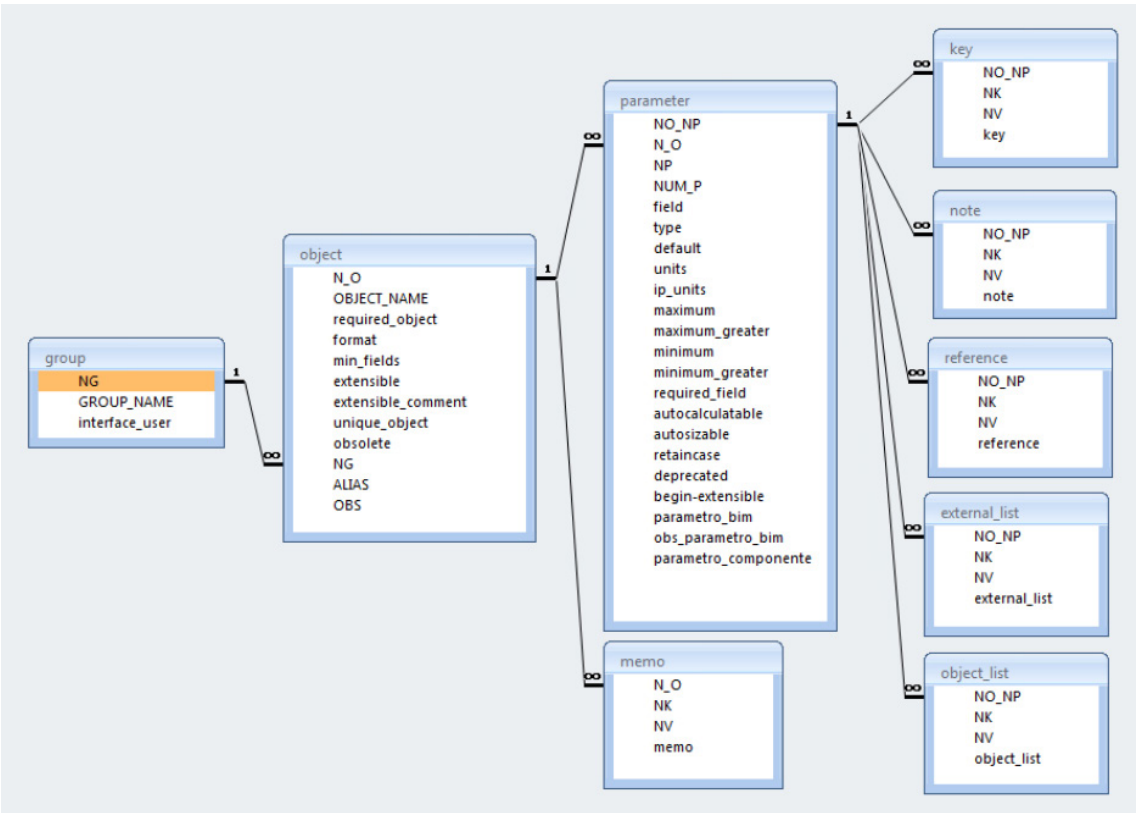 group
NG
GROUP_NAME
interface_user
1
∞
object
N_O
OBJECT_NAME
required_object
format
min_fields
extensible
extensible_comment
unique_object
obsolete
NG
ALIAS
OBS
1
∞
∞
parameter
NO_NP
N_O
NP
NUM_P
field
type
default
units
ip_units
maximum
maximum_greater
minimum
minimum_greater
required_field
autocalculatable
autosizable
retaincase
deprecated
begin-extensible
parametro_bim
obs_parametro_bim
parametro_componente
memo
N_O
NK
NV
memo
1
∞
∞
∞
∞
∞
key
NO_NP
NK
NV
key
note
NO_NP
NK
NV
note
reference
NO_NP
NK
NV
reference
external_list
NO_NP
NK
NV
external_list
object_list
NO_NP
NK
NV
object_list